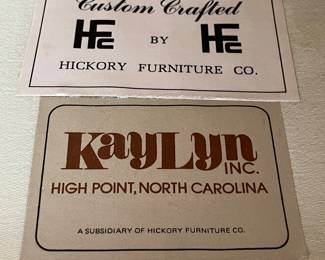 Custom Crafted
HFC BY HFC
HICKORY FURNITURE CO.
KayLyn
INC.
HIGH POINT, NORTH CAROLINA
A SUBSIDIARY OF HICKORY FURNITURE CO.